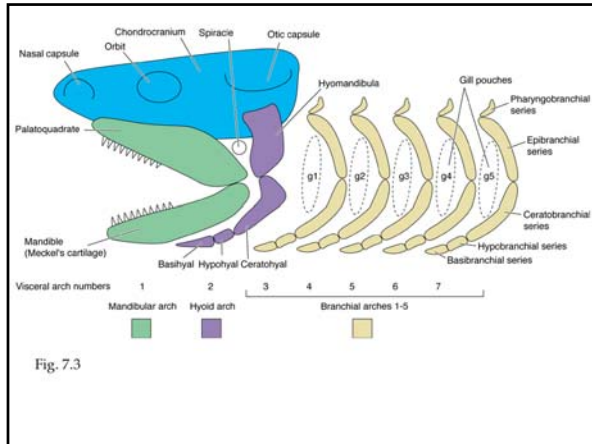 Chondrocranium
Spiracle
Otic capsule
Orbit
Nasal capsule
Hyomandibula
Gill pouches
Pharyngobranchial
series
Palatoquadrate
Epibranchial
series
g1 g2 g3 g4 g5
Mandible
(Meckel's cartilage)
Ceratobranchial
series
Basihyal Hypohyal Ceratohyal
Hypobranchial series
Basibranchial series
Visceral arch numbers 1 2 3 4 5 6 7
Mandibular arch Hyoid arch Branchial arches 1-5
Fig. 7.3